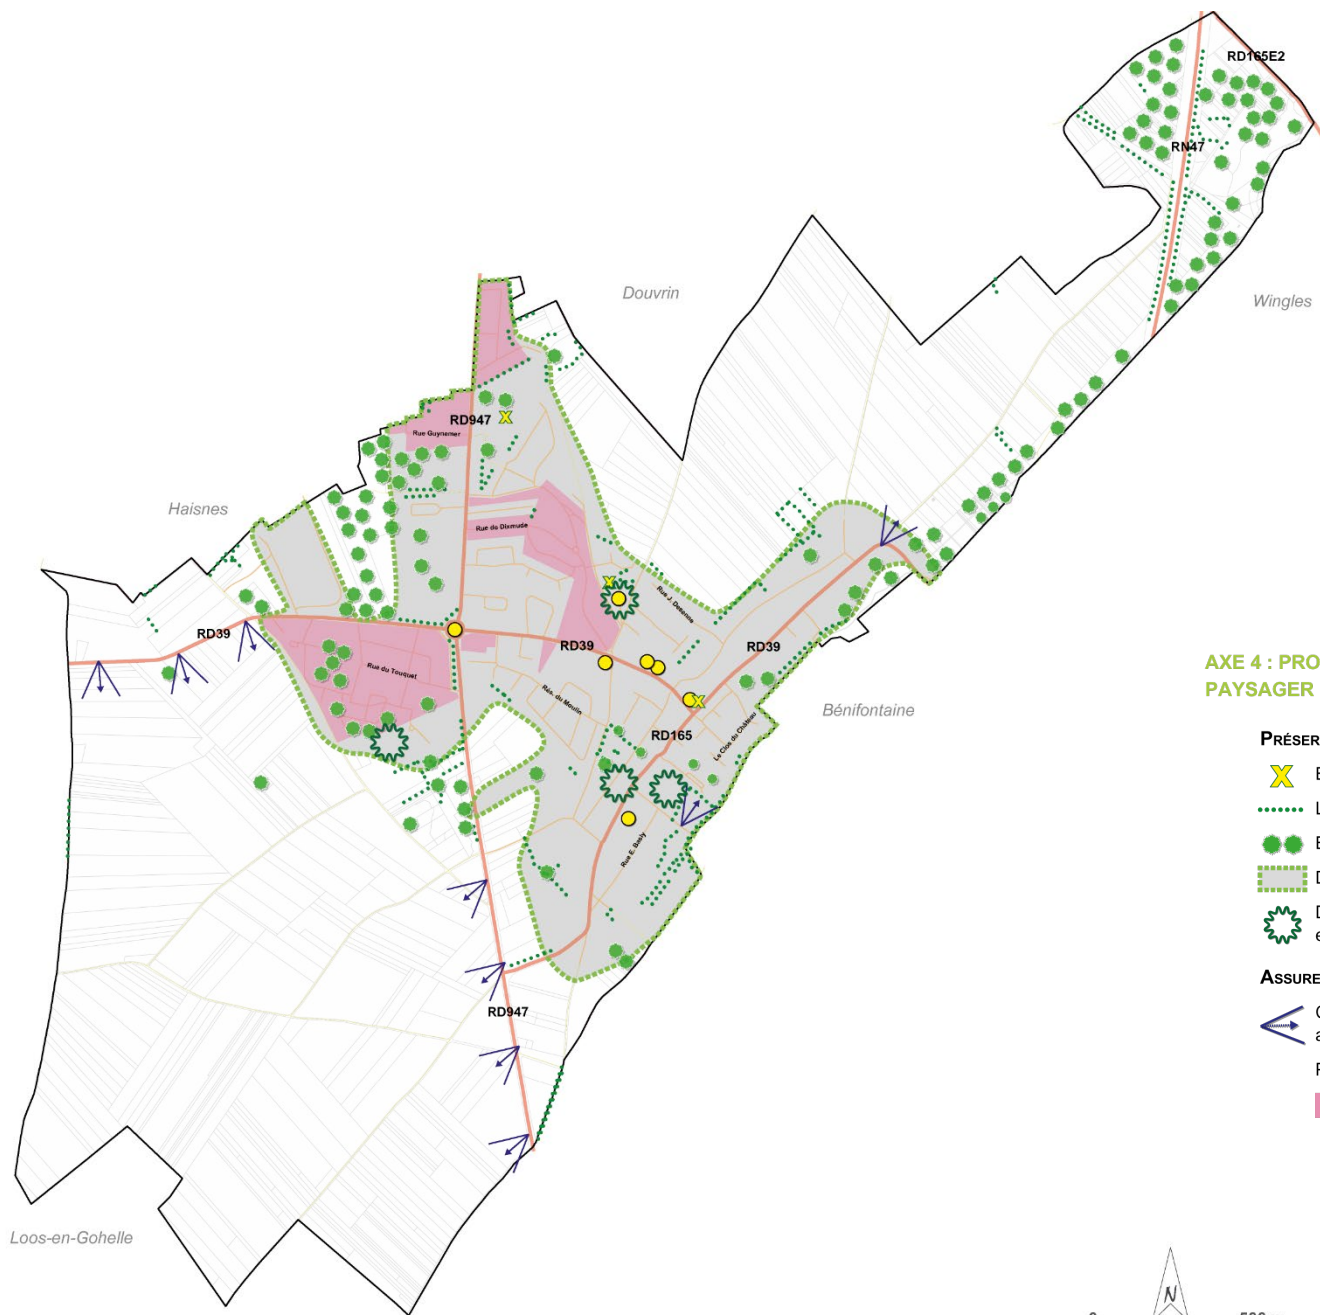 RD165E2
RN47
Douvrin
Wingles
RD947
Rue Guynemer
Haisnes
Rue de Dixmude
Rue J. Desenne
RD39
RD39
RD39
Rue du Touquet
Rés. du Moulin
AXE 4 : PRO
PAYSAGER
Bénifontaine
RD165
Le Clos du Château
PRÉSER
E
L
E
D
D
e
Rue E. Basly
ASSURE
a
RD947
Loos-en-Gohelle
N